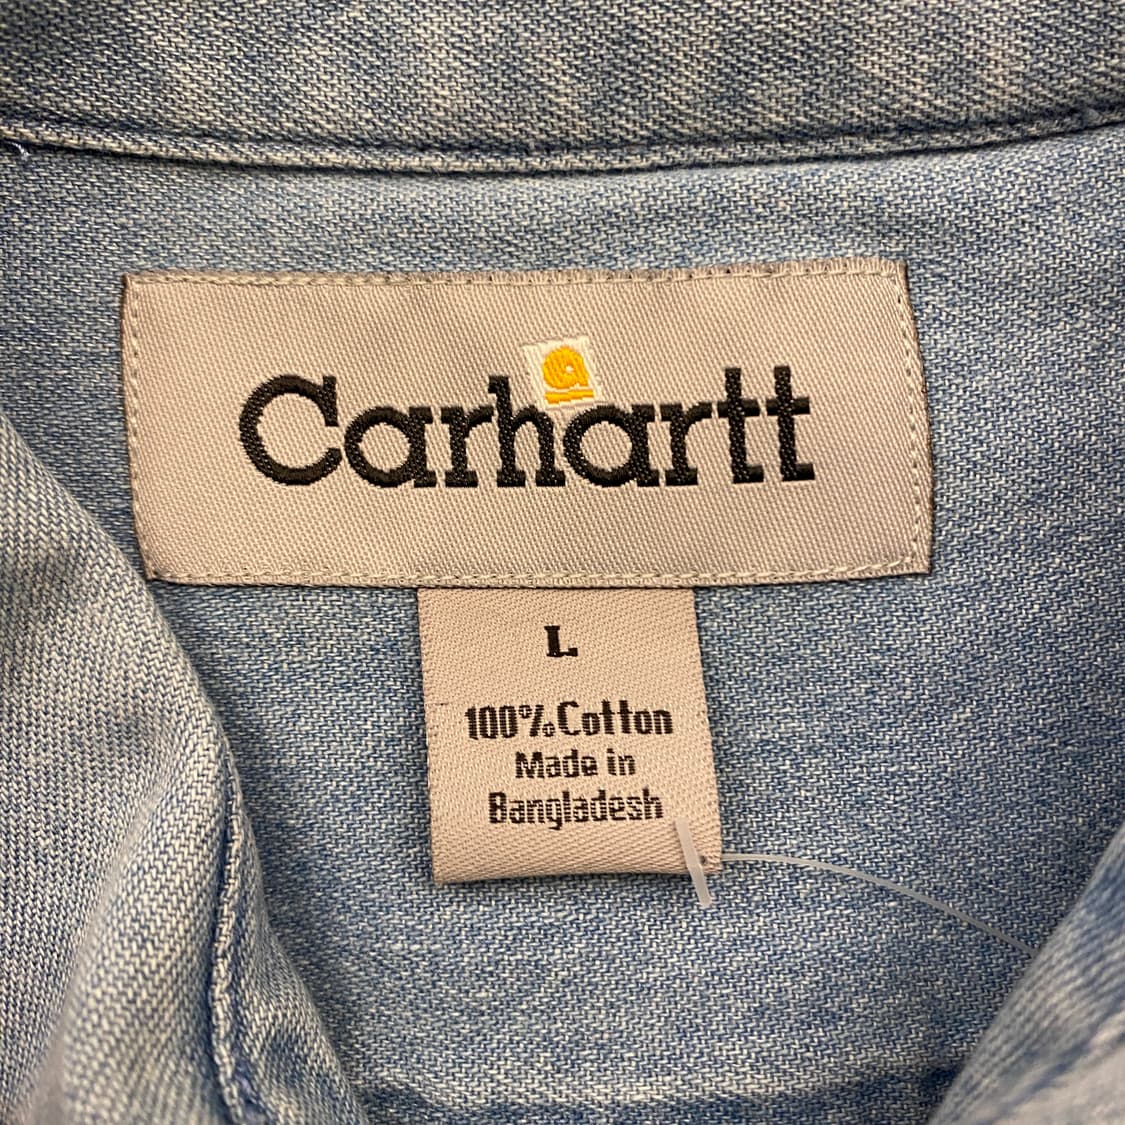 Carhartt
L
100% Cotton
Made in
Bangladesh